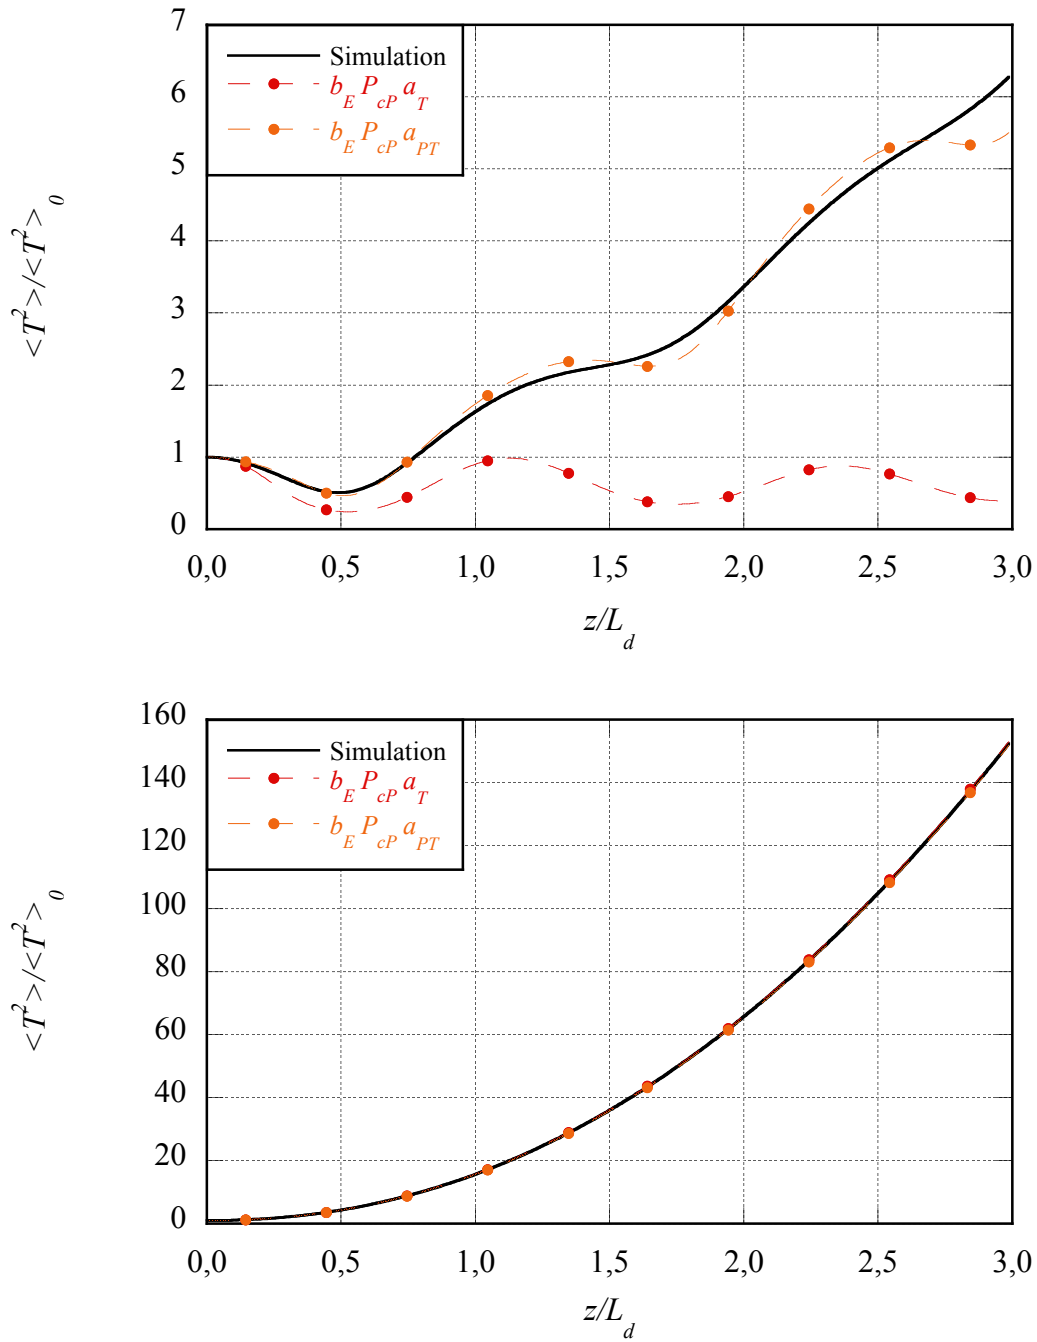 7
6
5
4
3
2
1
0
<T²>/<T²>₀
Simulation
b_E P_cP a_T
b_E P_cP a_PT
0,0 0,5 1,0 1,5 2,0 2,5 3,0
z/L_d
160
140
120
100
80
60
40
20
0
<T²>/<T²>₀
Simulation
b_E P_cP a_T
b_E P_cP a_PT
0,0 0,5 1,0 1,5 2,0 2,5 3,0
z/L_d